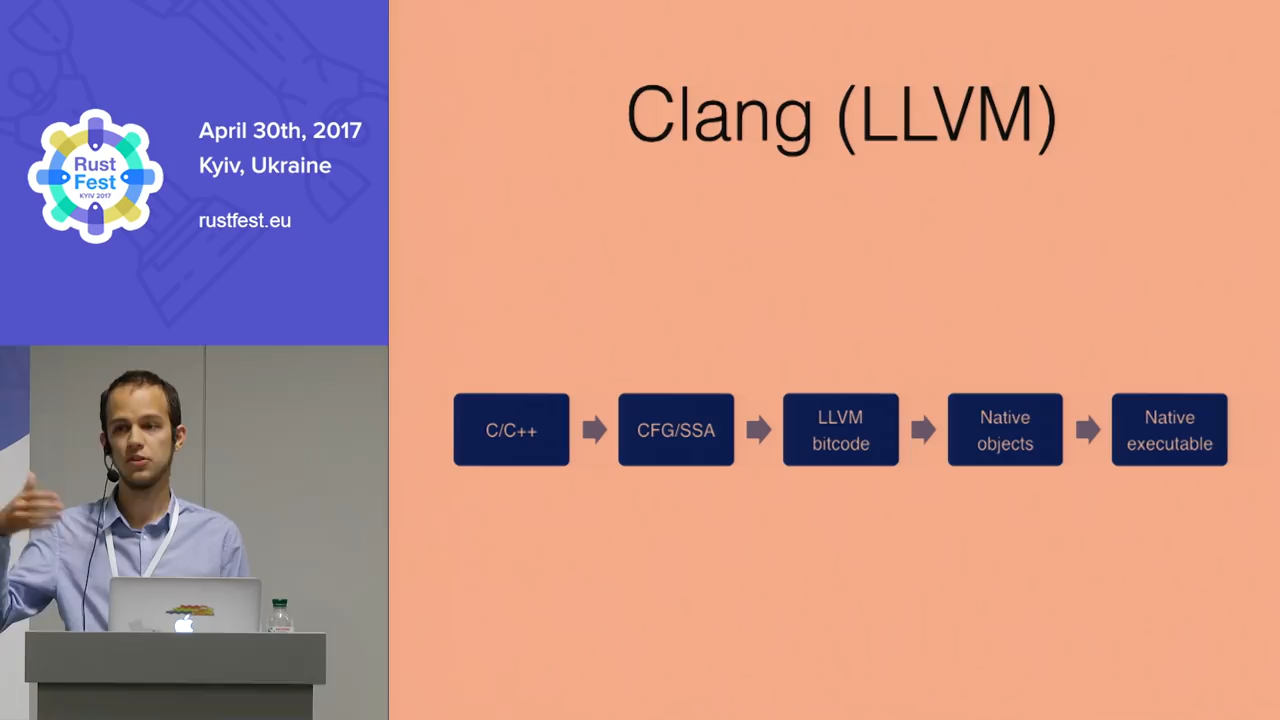 April 30th, 2017
Kyiv, Ukraine
rustfest.eu
Rust
Fest
KYIV 2017
Clang (LLVM)
C/C++
CFG/SSA
LLVM
bitcode
Native
objects
Native
executable